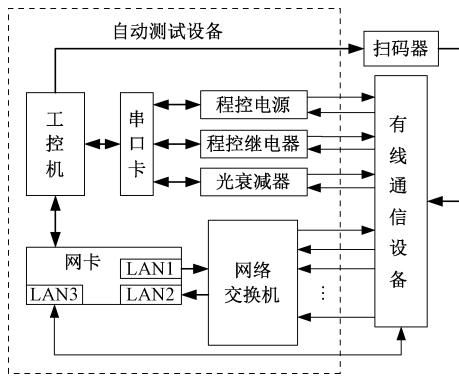 自动测试设备
扫码器
工控机
串口卡
程控电源
程控继电器
光衰减器
有线通信设备
网卡
LAN1
LAN2
LAN3
网络
交换机
⋮